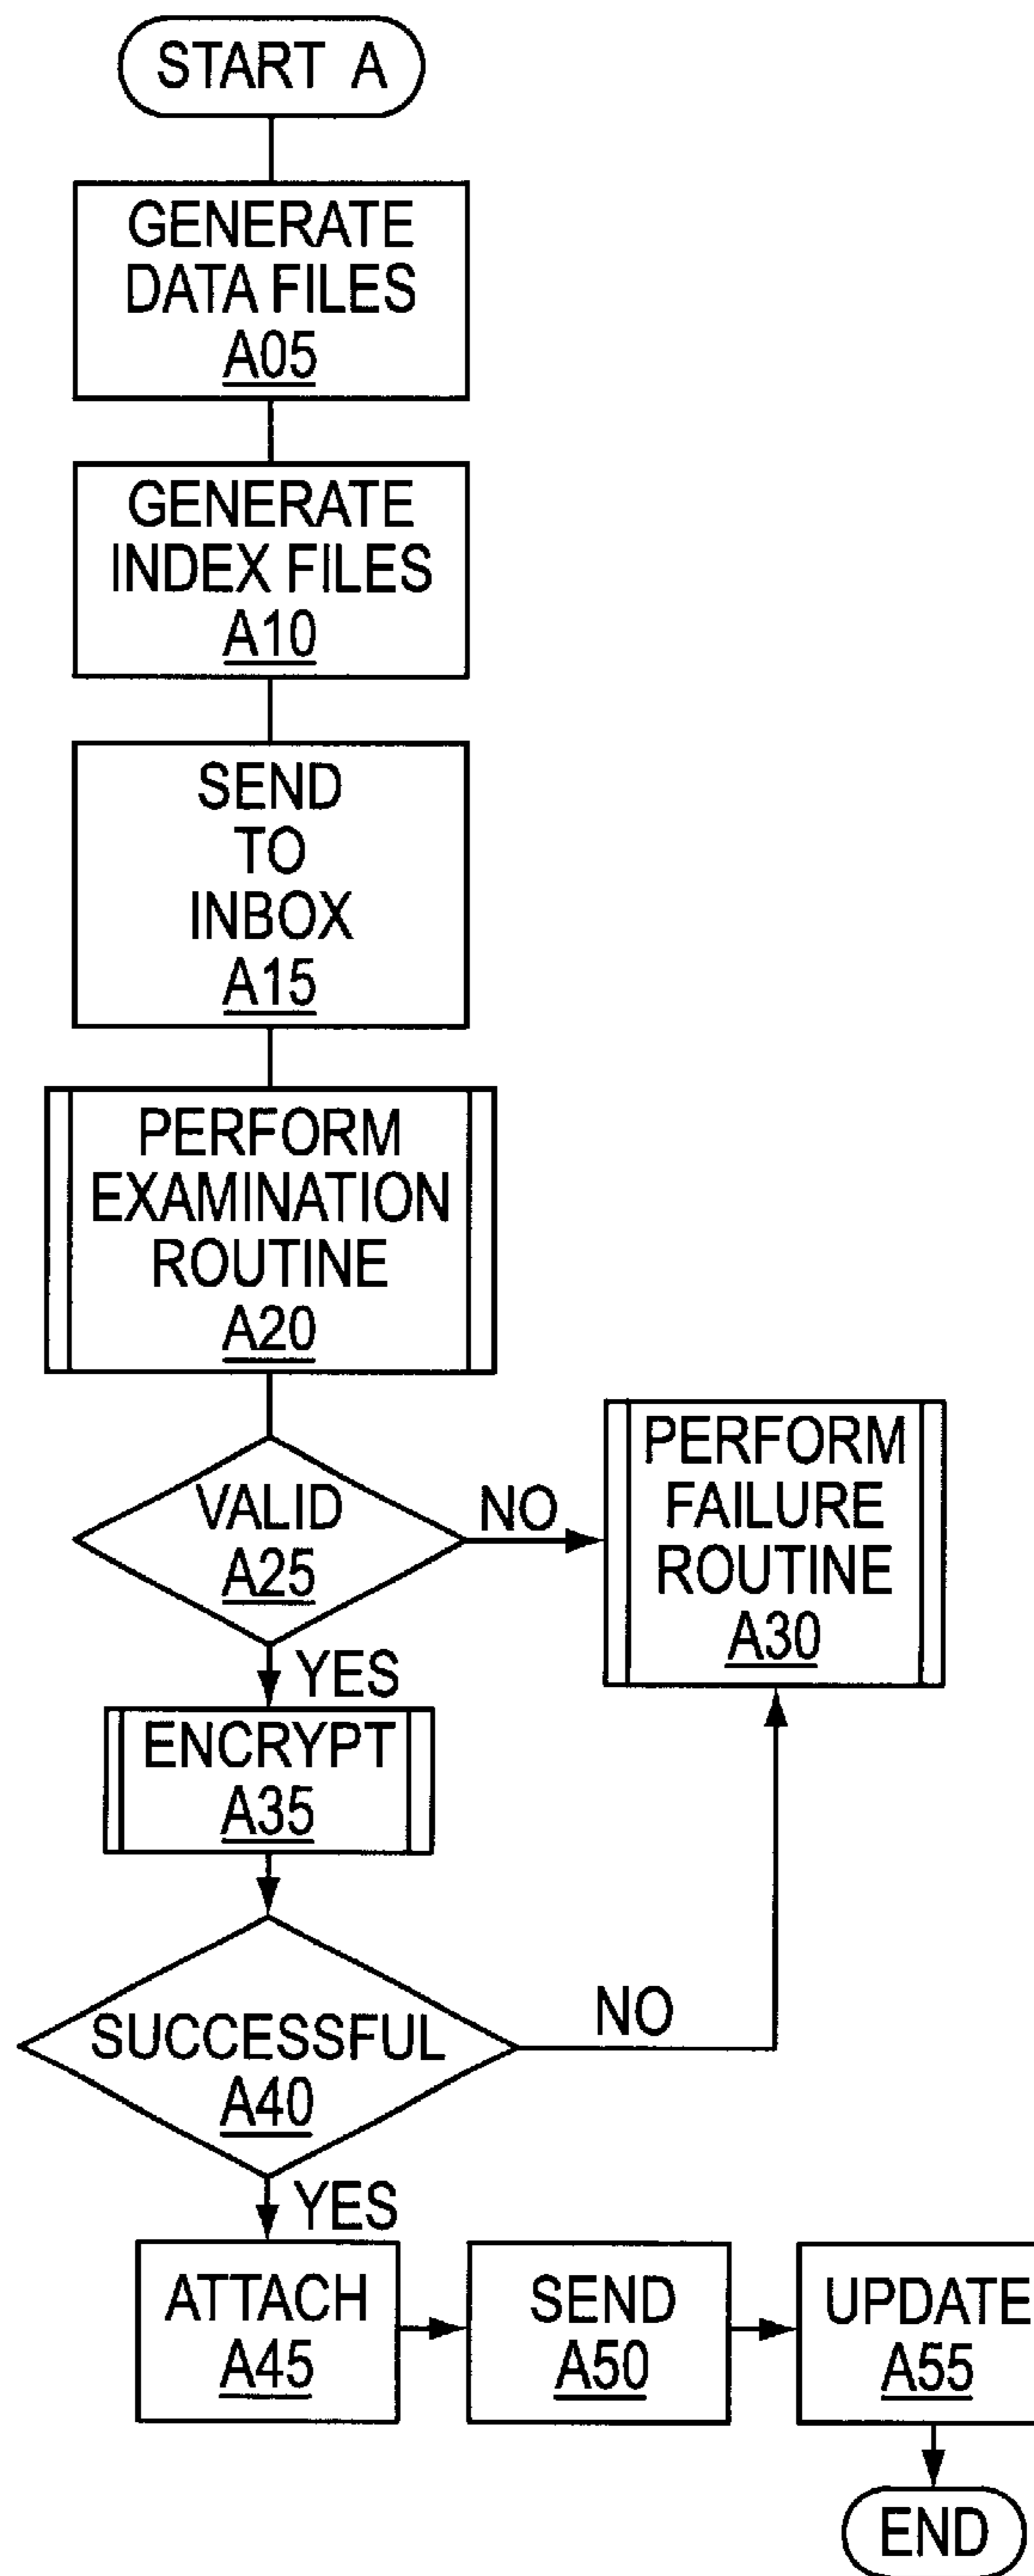 START A
GENERATE
DATA FILES
A05
GENERATE
INDEX FILES
A10
SEND
TO
INBOX
A15
PERFORM
EXAMINATION
ROUTINE
A20
VALID
A25
NO
PERFORM
FAILURE
ROUTINE
A30
YES
ENCRYPT
A35
SUCCESSFUL
A40
NO
YES
ATTACH
A45
SEND
A50
UPDATE
A55
END